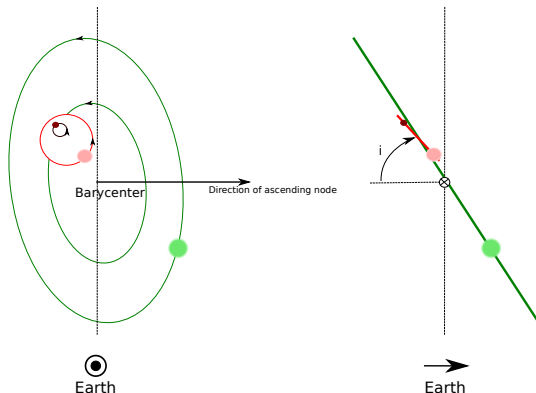 i
Barycenter
Direction of ascending node
Earth
Earth